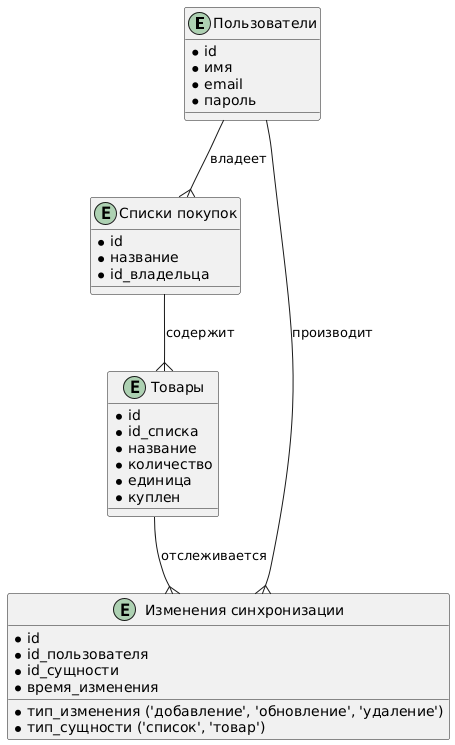 E Пользователи
id
имя
email
пароль
владеет
E Списки покупок
id
название
id_владельца
производит
содержит
E Товары
id
id_списка
название
количество
единица
куплен
отслеживается
E Изменения синхронизации
id
id_пользователя
id_сущности
время_изменения
тип_изменения ('добавление', 'обновление', 'удаление')
тип_сущности ('список', 'товар')